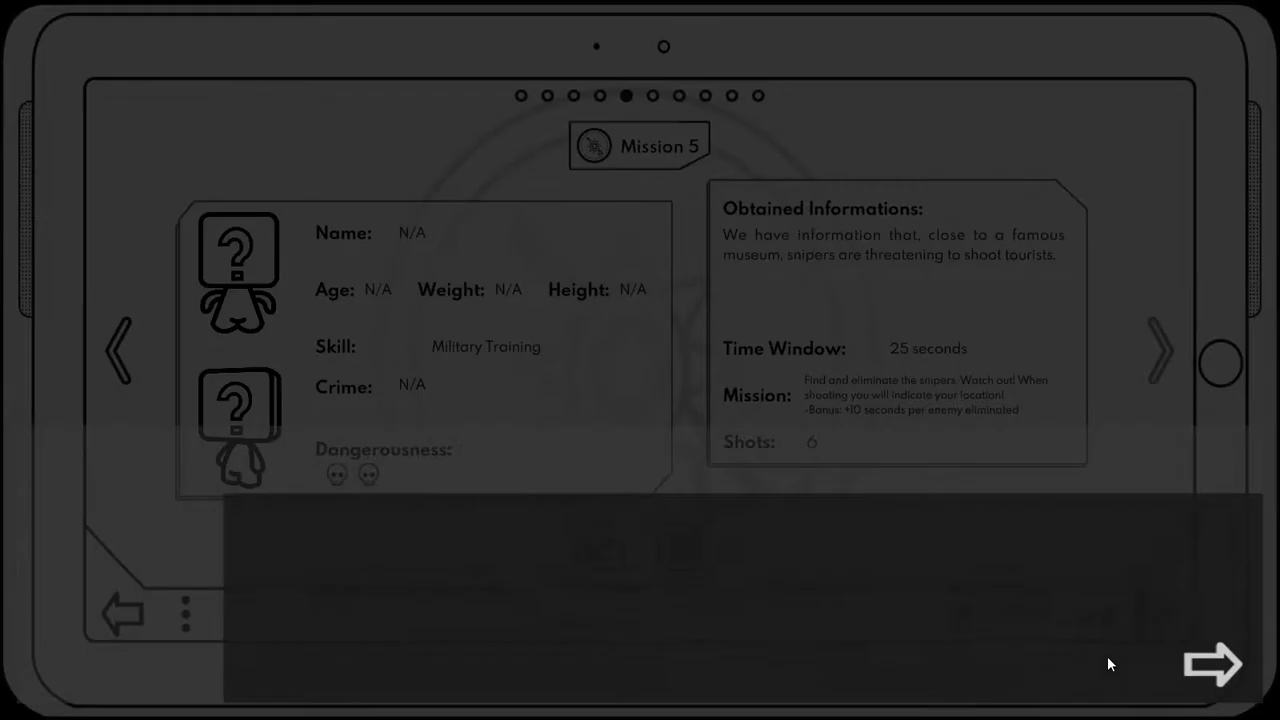 Mission 5
Name: N/A
Age: N/A Weight: N/A Height: N/A
Skill: Military Training
Crime: N/A
Dangerousness:
Obtained Informations:
We have information that, close to a famous
museum, snipers are threatening to shoot tourists.
Time Window: 25 seconds
Mission: Find and eliminate the snipers. Watch out! When
shooting you will indicate your location!
-Bonus: +10 seconds per enemy eliminated
Shots: 6